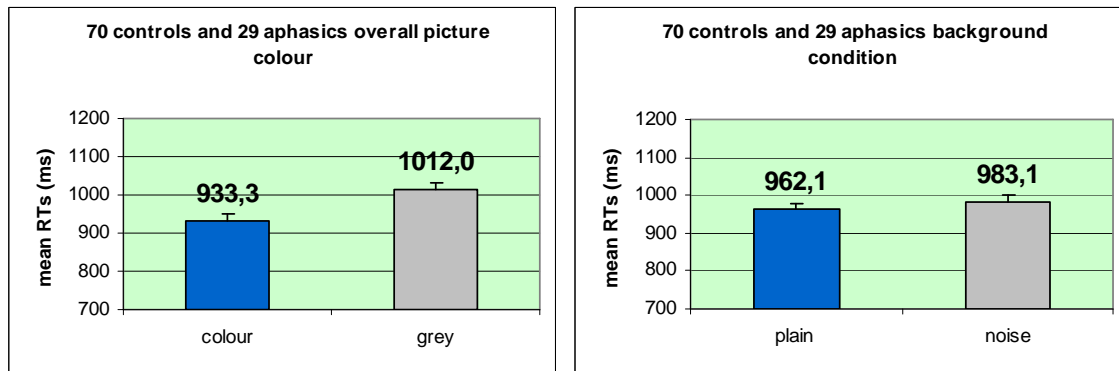 70 controls and 29 aphasics overall picture
colour
mean RTs (ms)
1200
1100
1000
900
800
700
933,3
1012,0
colour
grey
70 controls and 29 aphasics background
condition
mean RTs (ms)
1200
1100
1000
900
800
700
962,1
983,1
plain
noise